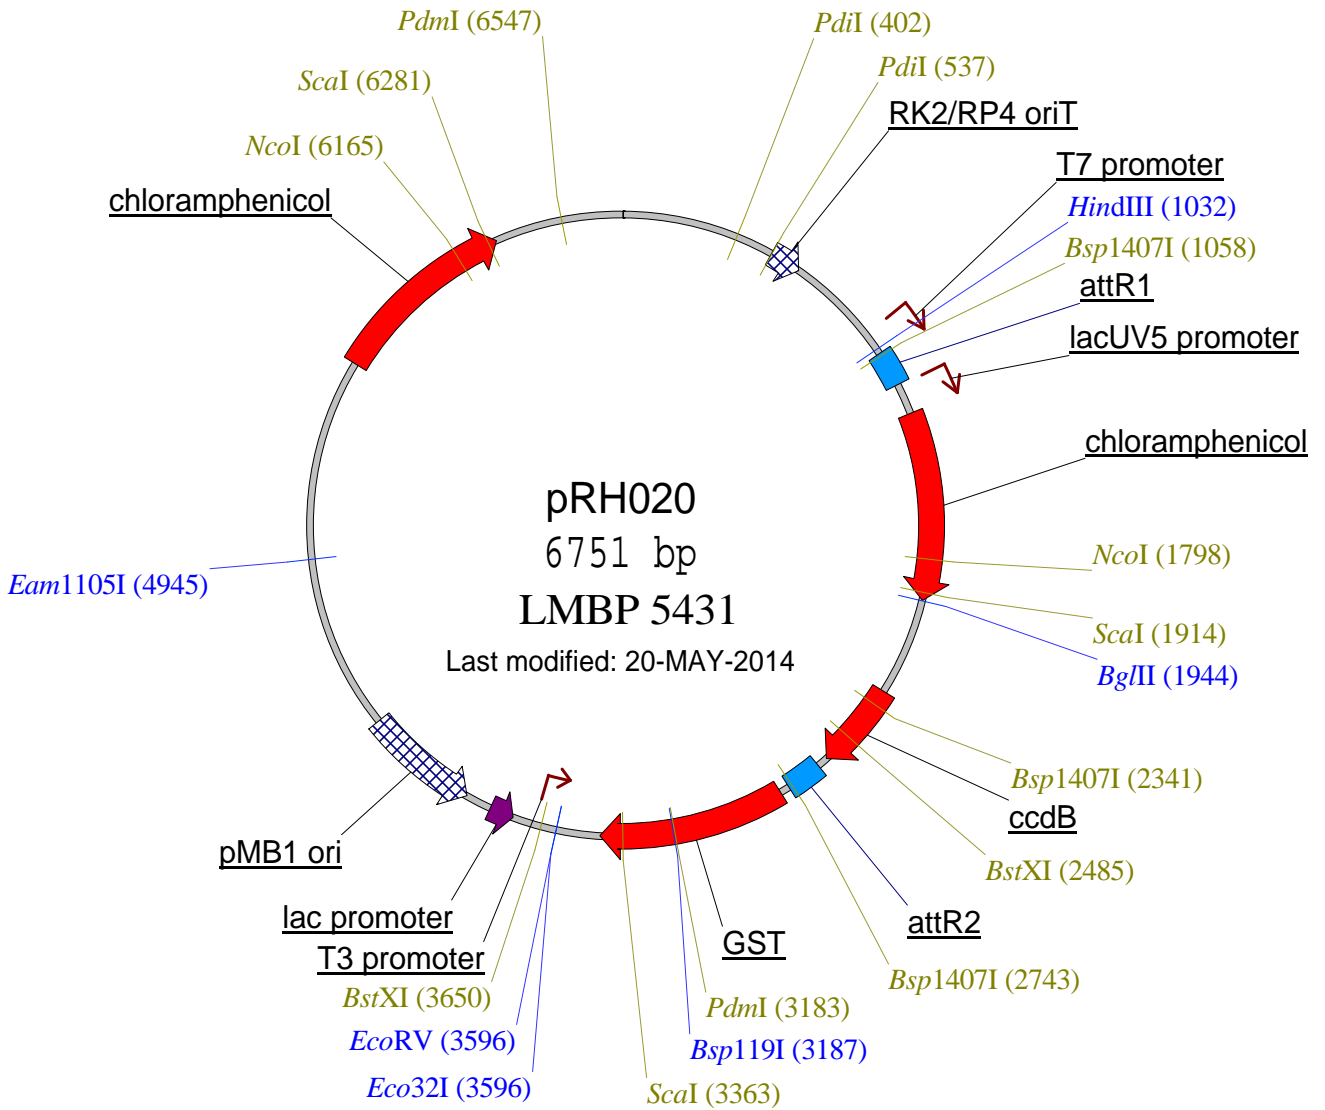 PdmI (6547)
PdiI (402)
ScaI (6281)
PdiI (537)
RK2/RP4 oriT
NcoI (6165)
T7 promoter
chloramphenicol
HindIII (1032)
Bsp1407I (1058)
attR1
lacUV5 promoter
chloramphenicol
pRH020
6751 bp
LMBP 5431
Last modified: 20-MAY-2014
NcoI (1798)
Eam1105I (4945)
ScaI (1914)
BglII (1944)
Bsp1407I (2341)
ccdB
pMB1 ori
BstXI (2485)
lac promoter
attR2
GST
T3 promoter
Bsp1407I (2743)
BstXI (3650)
PdmI (3183)
EcoRV (3596)
Bsp119I (3187)
Eco32I (3596)
ScaI (3363)